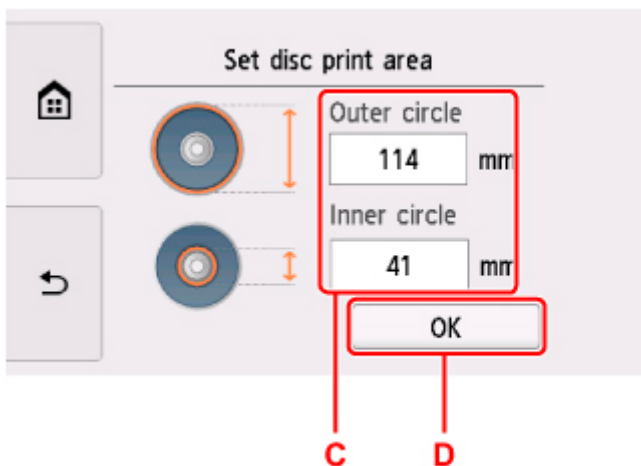 Set disc print area
Outer circle
114 mm
Inner circle
41 mm
OK
C
D